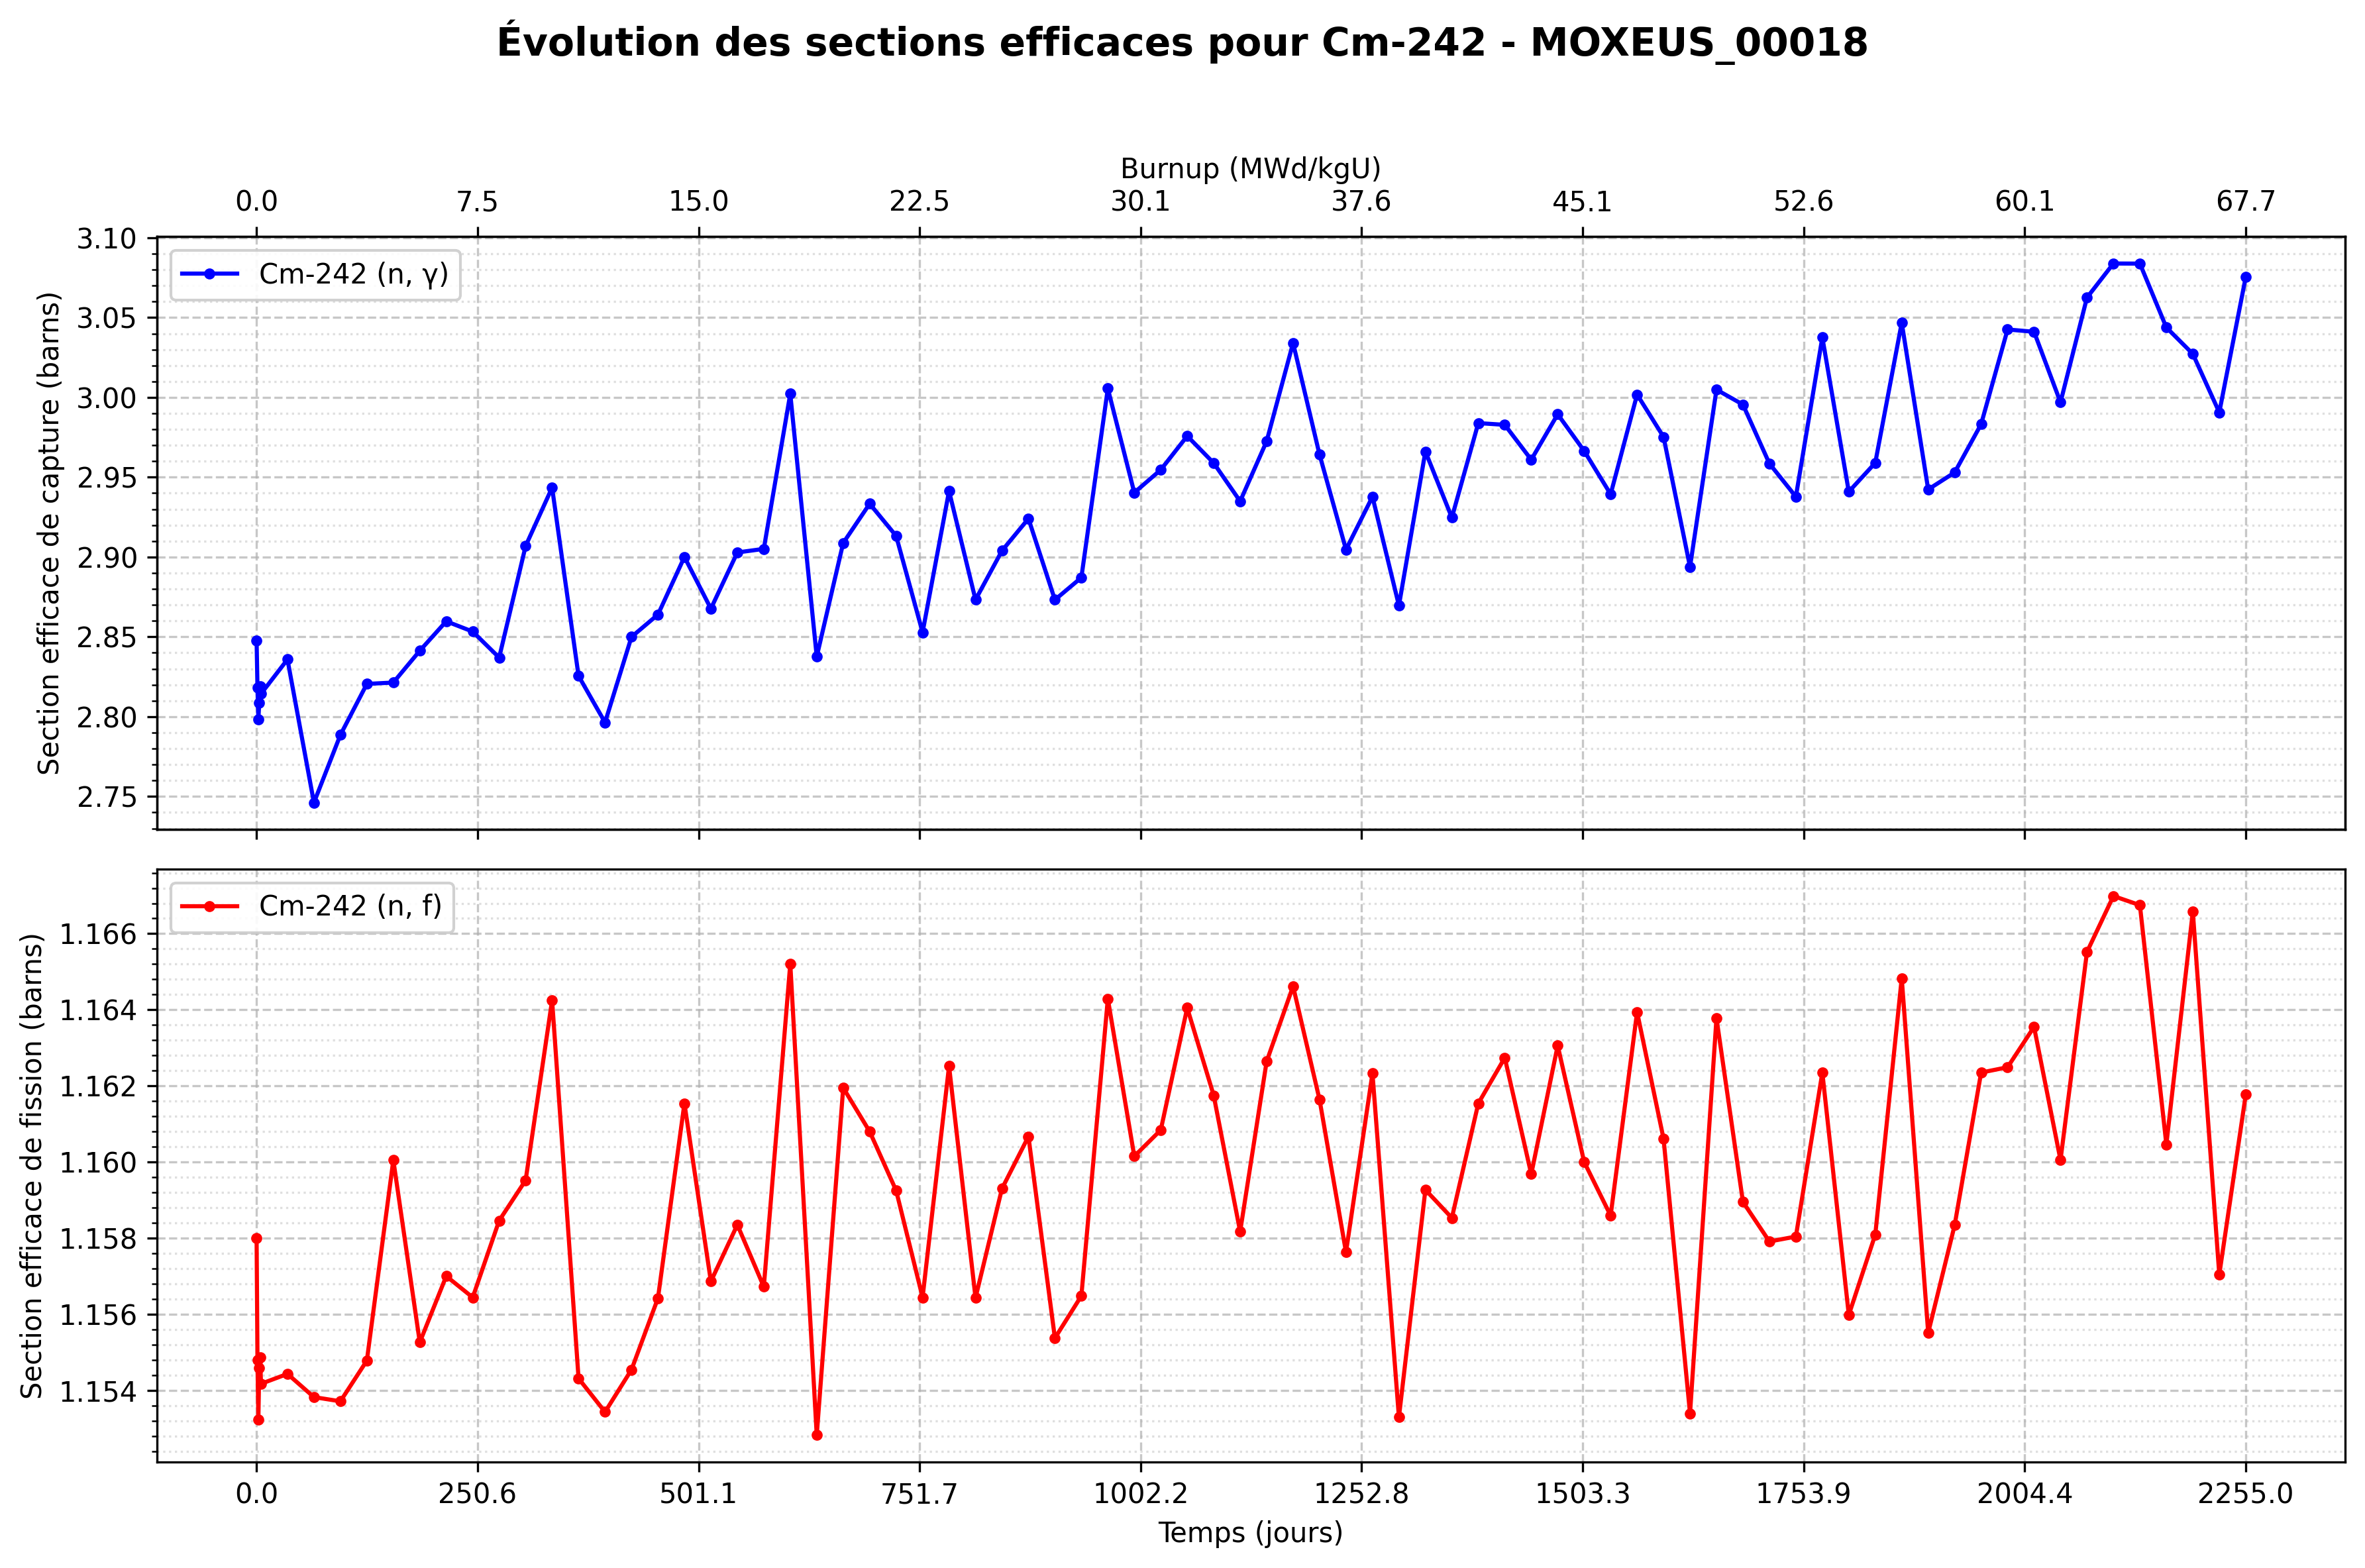 Évolution des sections efficaces pour Cm-242 - MOXEUS_00018
Burnup (MWd/kgU)
0.0 7.5 15.0 22.5 30.1 37.6 45.1 52.6 60.1 67.7
Section efficace de capture (barns)
3.10
3.05
3.00
2.95
2.90
2.85
2.80
2.75
Cm-242 (n, γ)
Section efficace de fission (barns)
1.166
1.164
1.162
1.160
1.158
1.156
1.154
Cm-242 (n, f)
0.0 250.6 501.1 751.7 1002.2 1252.8 1503.3 1753.9 2004.4 2255.0
Temps (jours)